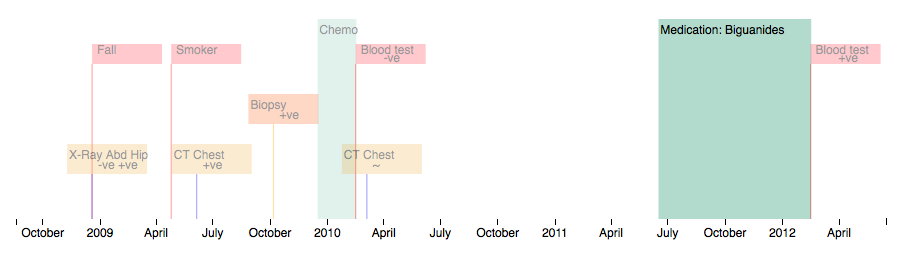 Chemo
Medication: Biguanides
Fall
Smoker
Blood test
-ve
Blood test
+ve
Biopsy
+ve
X-Ray Abd Hip
-ve +ve
CT Chest
+ve
CT Chest
~
October 2009 April July October 2010 April July October 2011 April July October 2012 April